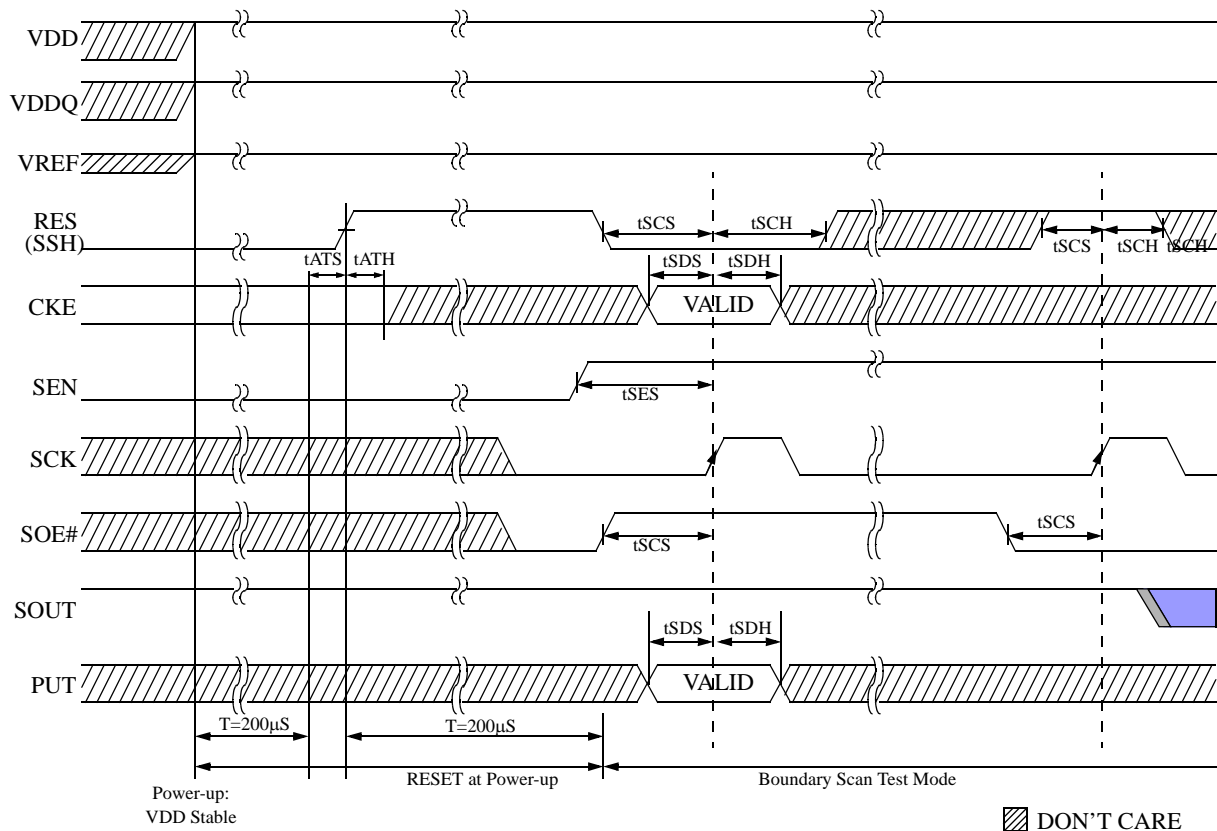 VDD
VDDQ
VREF
RES
(SSH)
tSCS
tSCH
tSCS
tSCH
tSCH
tATS
tATH
tSDS
tSDH
CKE
VALID
SEN
tSES
SCK
SOE#
tSCS
tSCS
SOUT
tSDS
tSDH
PUT
VALID
T=200μS
T=200μS
RESET at Power-up
Boundary Scan Test Mode
Power-up:
VDD Stable
DON'T CARE